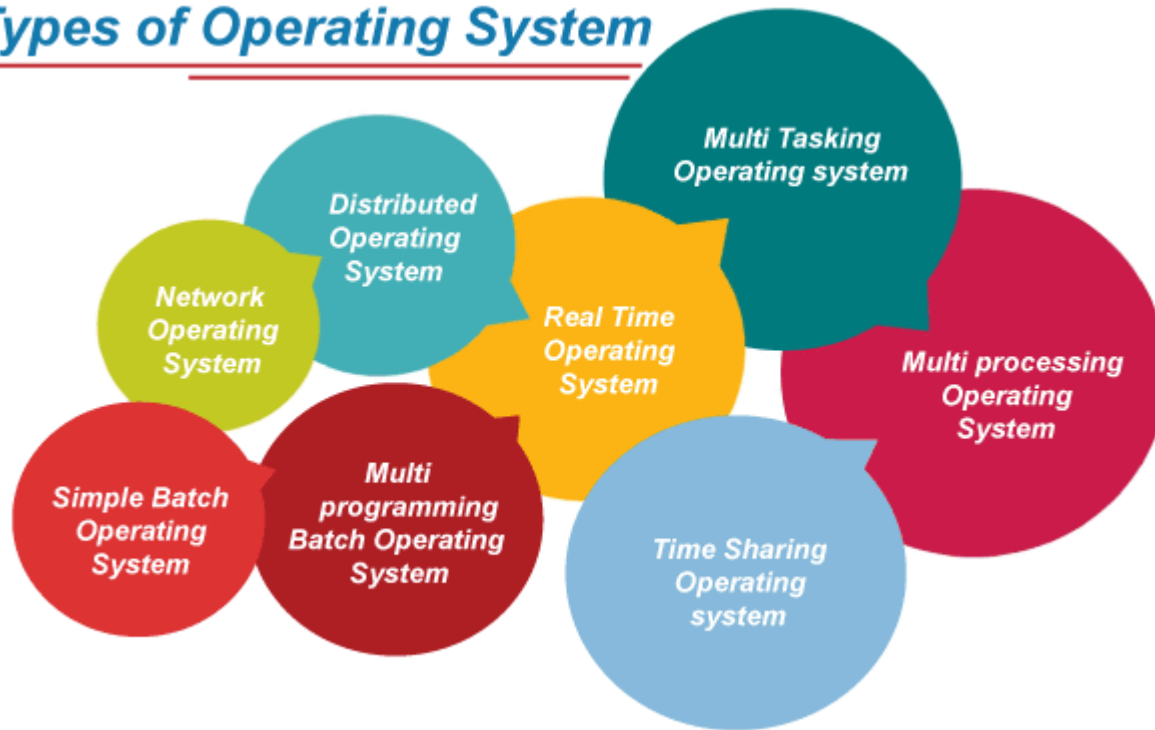 Types of Operating System
Multi Tasking
Operating system
Distributed
Operating
System
Network
Operating
System
Real Time
Operating
System
Multi processing
Operating
System
Simple Batch
Operating
System
Multi
programming
Batch Operating
System
Time Sharing
Operating
system